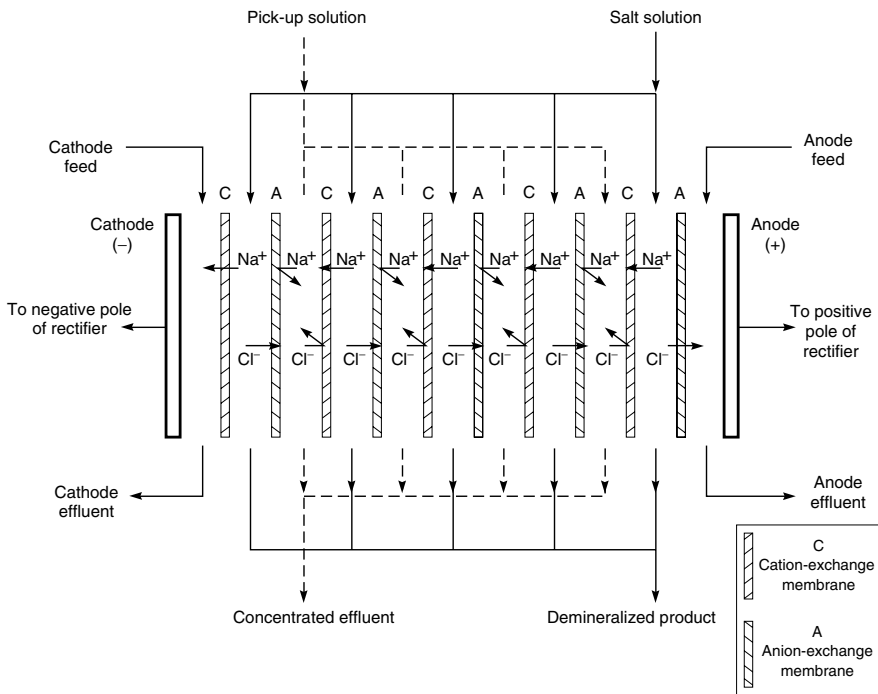 Pick-up solution
Salt solution
Cathode
feed
Anode
feed
C
A
C
A
C
A
C
A
C
A
Cathode
(–)
Anode
(+)
Na⁺
Na⁺
Na⁺
Na⁺
Na⁺
Na⁺
Na⁺
Na⁺
Na⁺
To negative pole
of rectifier
To positive
pole of
rectifier
Cl⁻
Cl⁻
Cl⁻
Cl⁻
Cl⁻
Cl⁻
Cl⁻
Cl⁻
Cl⁻
Cathode
effluent
Anode
effluent
Concentrated effluent
Demineralized product
C
Cation-exchange
membrane
A
Anion-exchange
membrane